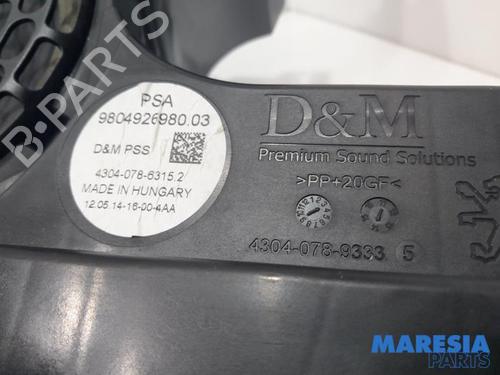 PSA
9804926980.03
D&M PSS
4304-078-6315.2
MADE IN HUNGARY
12.05.14-16-00-4AA
D&M
Premium Sound Solutions
>PP+20GF<
4304-078-9333 5
B-PARTS
MARESIA
PARTS